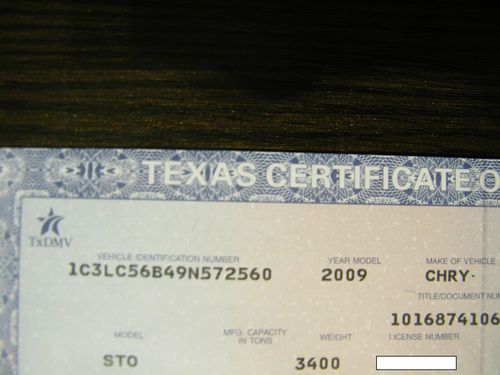 TEXAS CERTIFICATE O
TxDMV
VEHICLE IDENTIFICATION NUMBER YEAR MODEL MAKE OF VEHICLE
1C3LC56B49N572560 2009 CHRY
TITLE/DOCUMENT NUM
1016874106
MODEL MFG. CAPACITY IN TONS WEIGHT LICENSE NUMBER
STO 3400